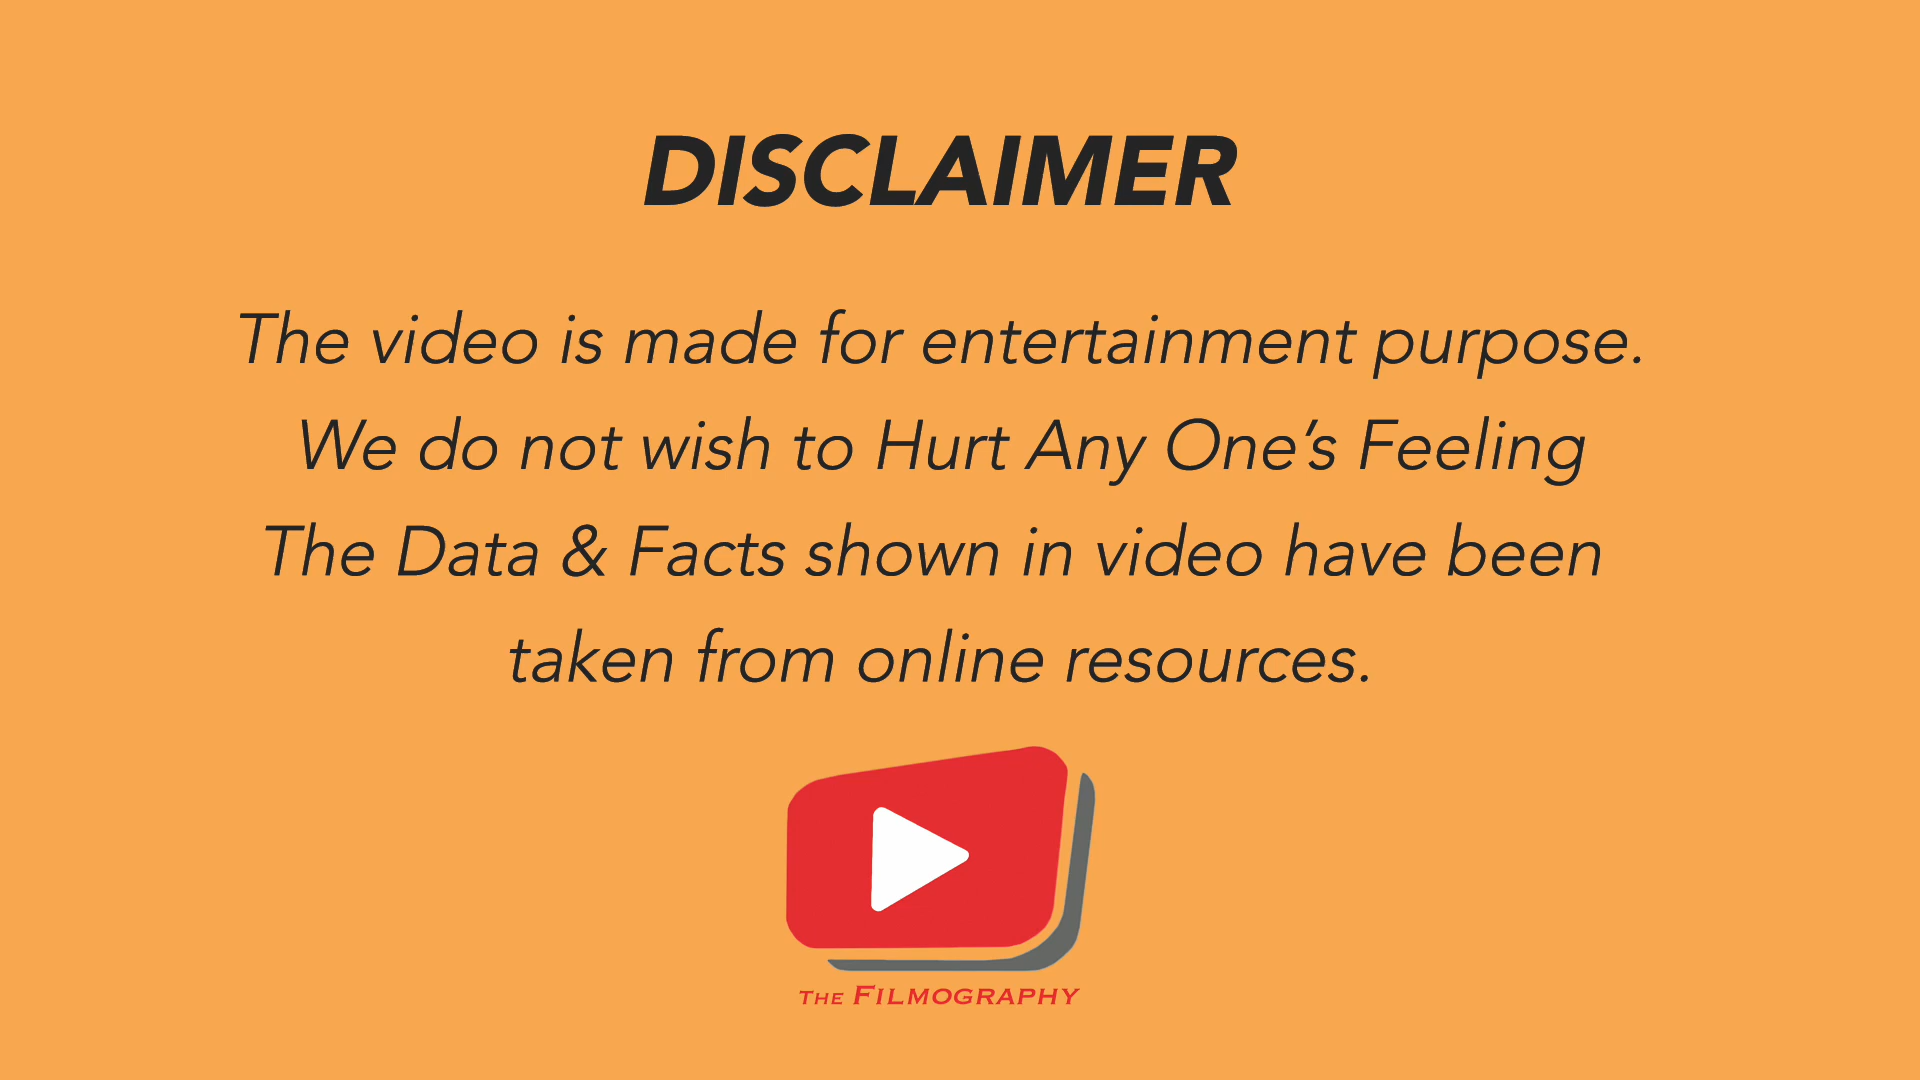 DISCLAIMER
The video is made for entertainment purpose.
We do not wish to Hurt Any One’s Feeling
The Data & Facts shown in video have been
taken from online resources.
THE FILMOGRAPHY